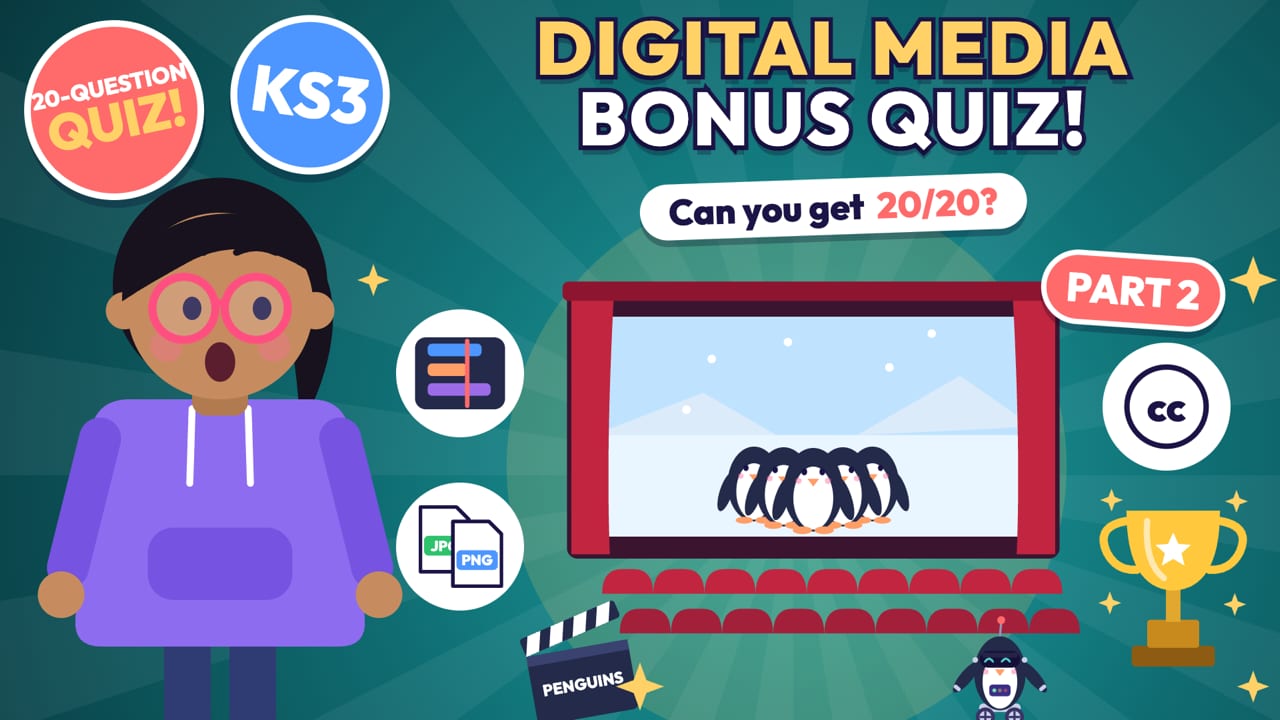 20-QUESTION
QUIZ!
KS3
DIGITAL MEDIA
BONUS QUIZ!
Can you get 20/20?
PART 2
cc
JPG
PNG
PENGUINS